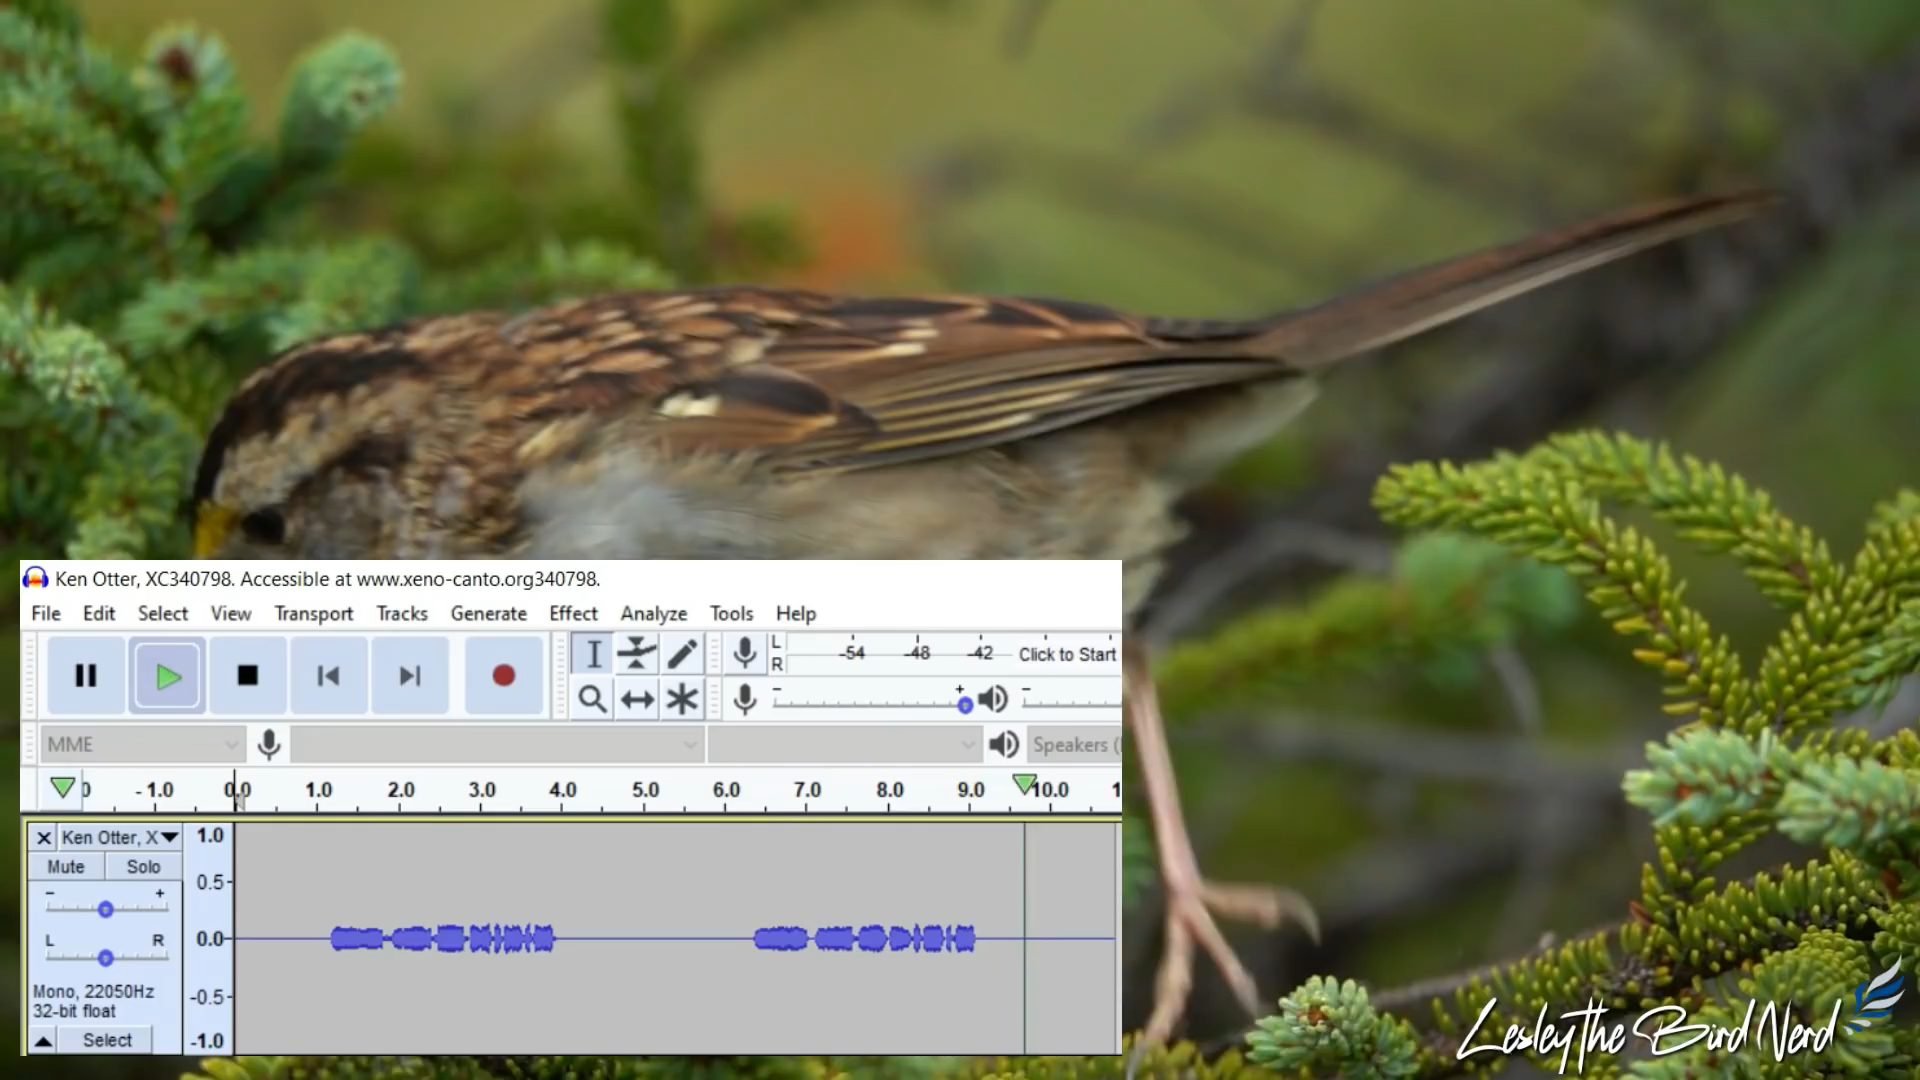 Ken Otter, XC340798. Accessible at www.xeno-canto.org340798.
File Edit Select View Transport Tracks Generate Effect Analyze Tools Help
L
R
-54 -48 -42 Click to Start
- +
-
MME
Speakers (
0 -1.0 0.0 1.0 2.0 3.0 4.0 5.0 6.0 7.0 8.0 9.0 10.0 1
X Ken Otter, X
Mute Solo
- +
L R
Mono, 22050Hz
32-bit float
Select
1.0
0.5
0.0
-0.5
-1.0
Lesley the Bird Nerd